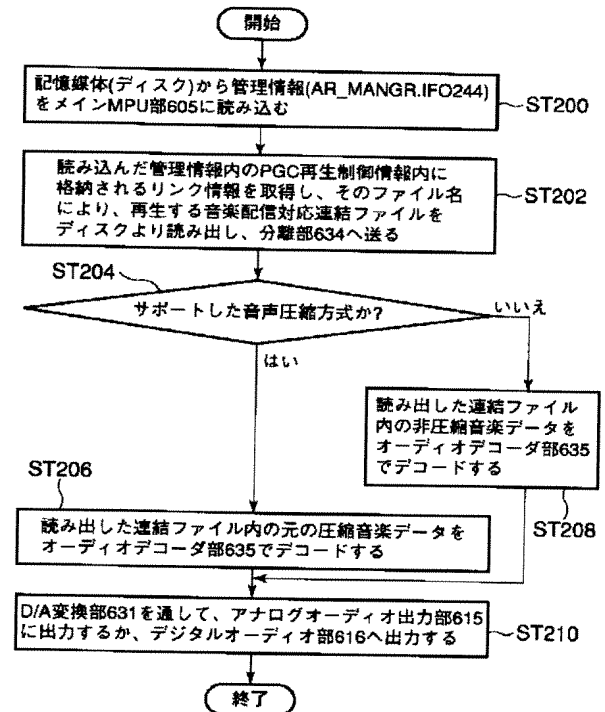 開始
記憶媒体(ディスク)から管理情報(AR_MANGR.IFO244)
をメインMPU部605に読み込む
ST200
読み込んだ管理情報内のPGC再生制御情報内に
格納されるリンク情報を取得し、そのファイル名
により、再生する音楽配信対応連結ファイルを
ディスクより読み出し、分離部634へ送る
ST202
ST204
サポートした音声圧縮方式か?
いいえ
はい
読み出した連結ファイル
内の非圧縮音楽データを
オーディオデコーダ部635
でデコードする
ST208
ST206
読み出した連結ファイル内の元の圧縮音楽データを
オーディオデコーダ部635でデコードする
D/A変換部631を通して、アナログオーディオ出力部615
に出力するか、デジタルオーディオ部616へ出力する
ST210
終了